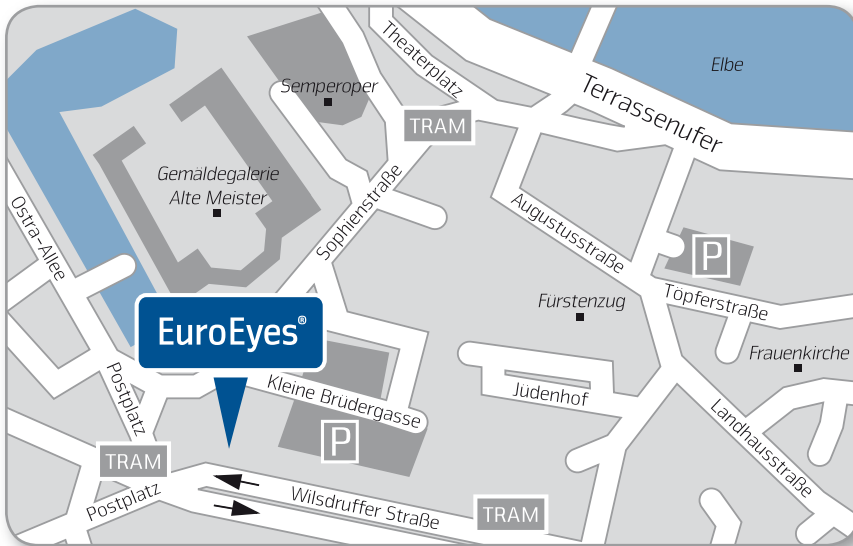 Elbe
Theaterplatz
Terrassenufer
Semperoper
TRAM
Gemäldegalerie
Alte Meister
Sophienstraße
Ostra-Allee
Augustusstraße
P
Töpferstraße
Fürstenzug
EuroEyes®
Frauenkirche
Postplatz
Kleine Brüdergasse
Jüdenhof
Landhausstraße
P
TRAM
Postplatz
Wilsdruffer Straße
TRAM